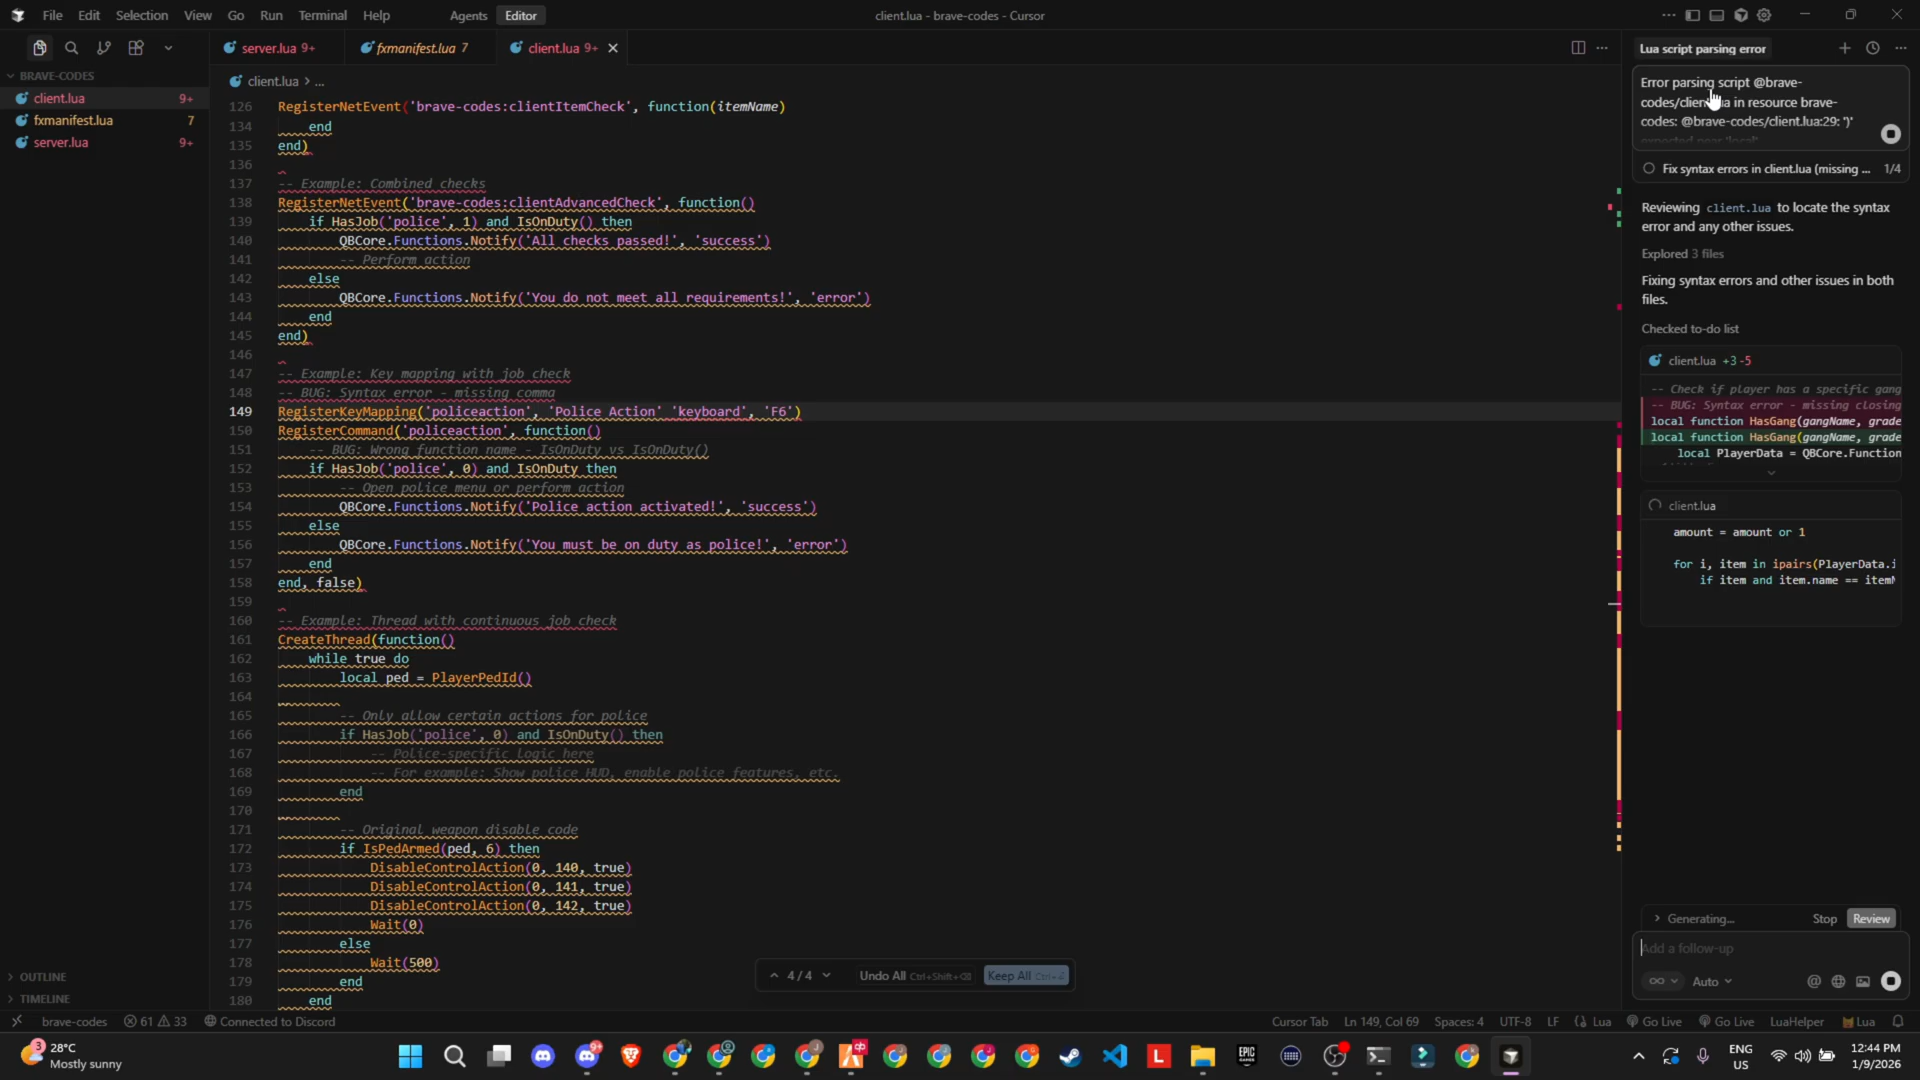 File Edit Selection View Go Run Terminal Help
Agents Editor
client.lua - brave-codes - Cursor
server.lua 9+
fxmanifest.lua 7
client.lua 9+
Lua script parsing error
BRAVE-CODES
client.lua 9+
fxmanifest.lua 7
server.lua 9+
client.lua > ...
126 RegisterNetEvent('brave-codes:clientItemCheck', function(itemName)
134 end
135 end)
136
137 -- Example: Combined checks
138 RegisterNetEvent('brave-codes:clientAdvancedCheck', function()
139 if HasJob('police', 1) and IsOnDuty() then
140 QBCore.Functions.Notify('All checks passed!', 'success')
141 -- Perform action
142 else
143 QBCore.Functions.Notify('You do not meet all requirements!', 'error')
144 end
145 end)
146
147 -- Example: Key mapping with job check
148 -- BUG: Syntax error - missing comma
149 RegisterKeyMapping('policeaction', 'Police Action' 'keyboard', 'F6')
150 RegisterCommand('policeaction', function()
151 -- BUG: Wrong function name - IsOnDuty vs IsOnDuty()
152 if HasJob('police', 0) and IsOnDuty then
153 -- Open police menu or perform action
154 QBCore.Functions.Notify('Police action activated!', 'success')
155 else
156 QBCore.Functions.Notify('You must be on duty as police!', 'error')
157 end
158 end, false)
159
160 -- Example: Thread with continuous job check
161 CreateThread(function()
162 while true do
163 local ped = PlayerPedId()
164
165 -- Only allow certain actions for police
166 if HasJob('police', 0) and IsOnDuty() then
167 -- Police-specific logic here
168 -- For example: Show police HUD, enable police features, etc.
169 end
170
171 -- Original weapon disable code
172 if IsPedArmed(ped, 6) then
173 DisableControlAction(0, 140, true)
174 DisableControlAction(0, 141, true)
175 DisableControlAction(0, 142, true)
176 Wait(0)
177 else
178 Wait(500)
179 end
180 end
4 / 4 Undo All Ctrl+Shift+⌫ Keep All
OUTLINE
TIMELINE
Error parsing script @brave-
codes/client.lua in resource brave-
codes: @brave-codes/client.lua:29: ')'
expected near 'local'
Fix syntax errors in client.lua (missing ... 1/4
Reviewing client.lua to locate the syntax
error and any other issues.
Explored 3 files
Fixing syntax errors and other issues in both
files.
Checked to-do list
client.lua +3 -5
-- Check if player has a specific gang
-- BUG: Syntax error - missing closing
local function HasGang(gangName, grade
local function HasGang(gangName, grade
local PlayerData = QBCore.Function
client.lua
amount = amount or 1
for i, item in ipairs(PlayerData.i
if item and item.name == item
Generating... Stop Review
Add a follow-up
Auto
brave-codes 61 33 Connected to Discord
Cursor Tab Ln 149, Col 69 Spaces: 4 UTF-8 LF Lua Go Live Go Live LuaHelper Lua
3 28°C
Mostly sunny
9+
中
L
EPIC
GAMES
ENG
US
12:44 PM
1/9/2026